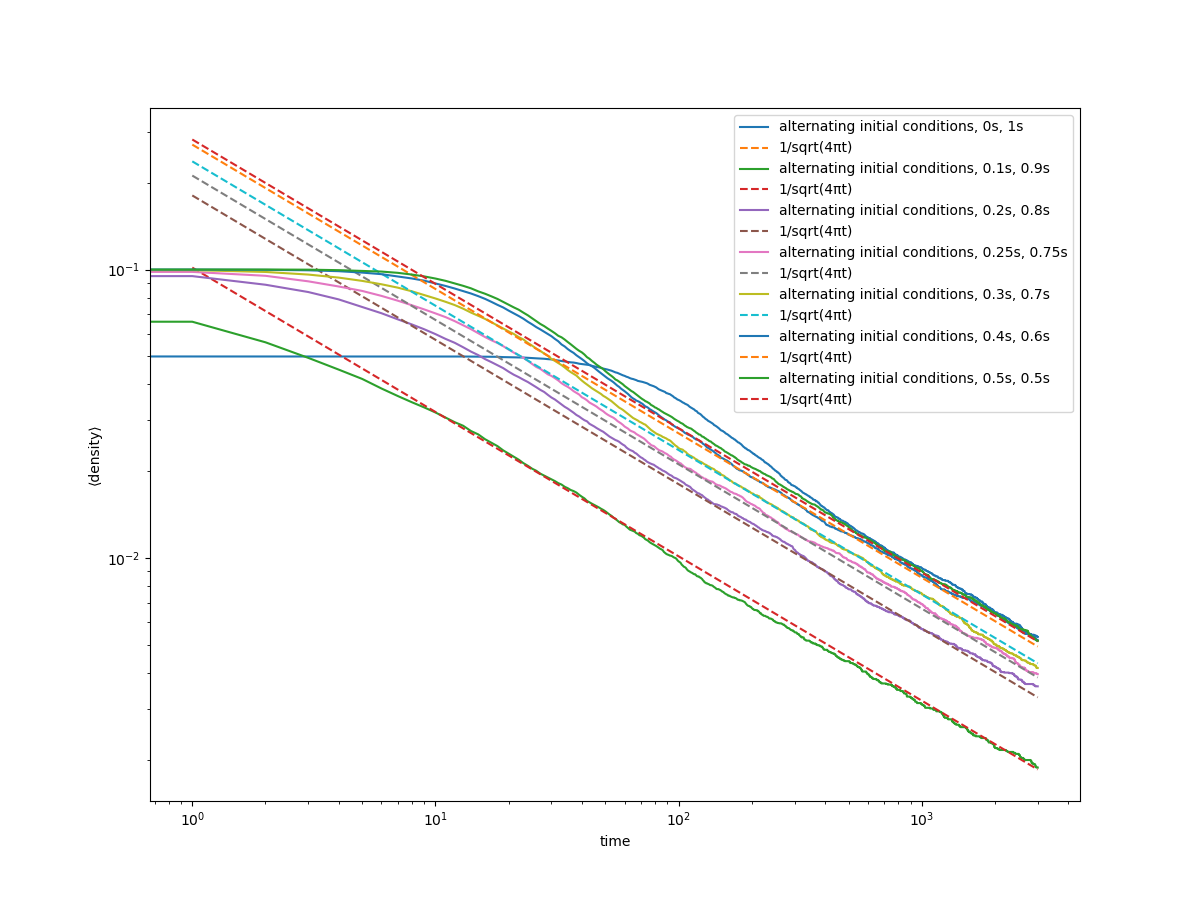 alternating initial conditions, 0s, 1s
1/sqrt(4πt)
alternating initial conditions, 0.1s, 0.9s
1/sqrt(4πt)
alternating initial conditions, 0.2s, 0.8s
1/sqrt(4πt)
alternating initial conditions, 0.25s, 0.75s
1/sqrt(4πt)
alternating initial conditions, 0.3s, 0.7s
1/sqrt(4πt)
alternating initial conditions, 0.4s, 0.6s
1/sqrt(4πt)
alternating initial conditions, 0.5s, 0.5s
1/sqrt(4πt)
10⁻¹
10⁻²
⟨density⟩
10⁰ 10¹ 10² 10³
time